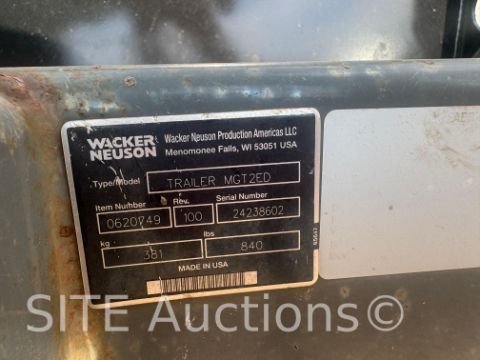 WACKER NEUSON
Wacker Neuson Production Americas LLC
Menomonee Falls, WI 53051 USA
Type/Model TRAILER MGT2ED
Item Number Rev. Serial Number
0620749 100 24238602
kg lbs
381 840
MADE IN USA
SITE Auctions.com